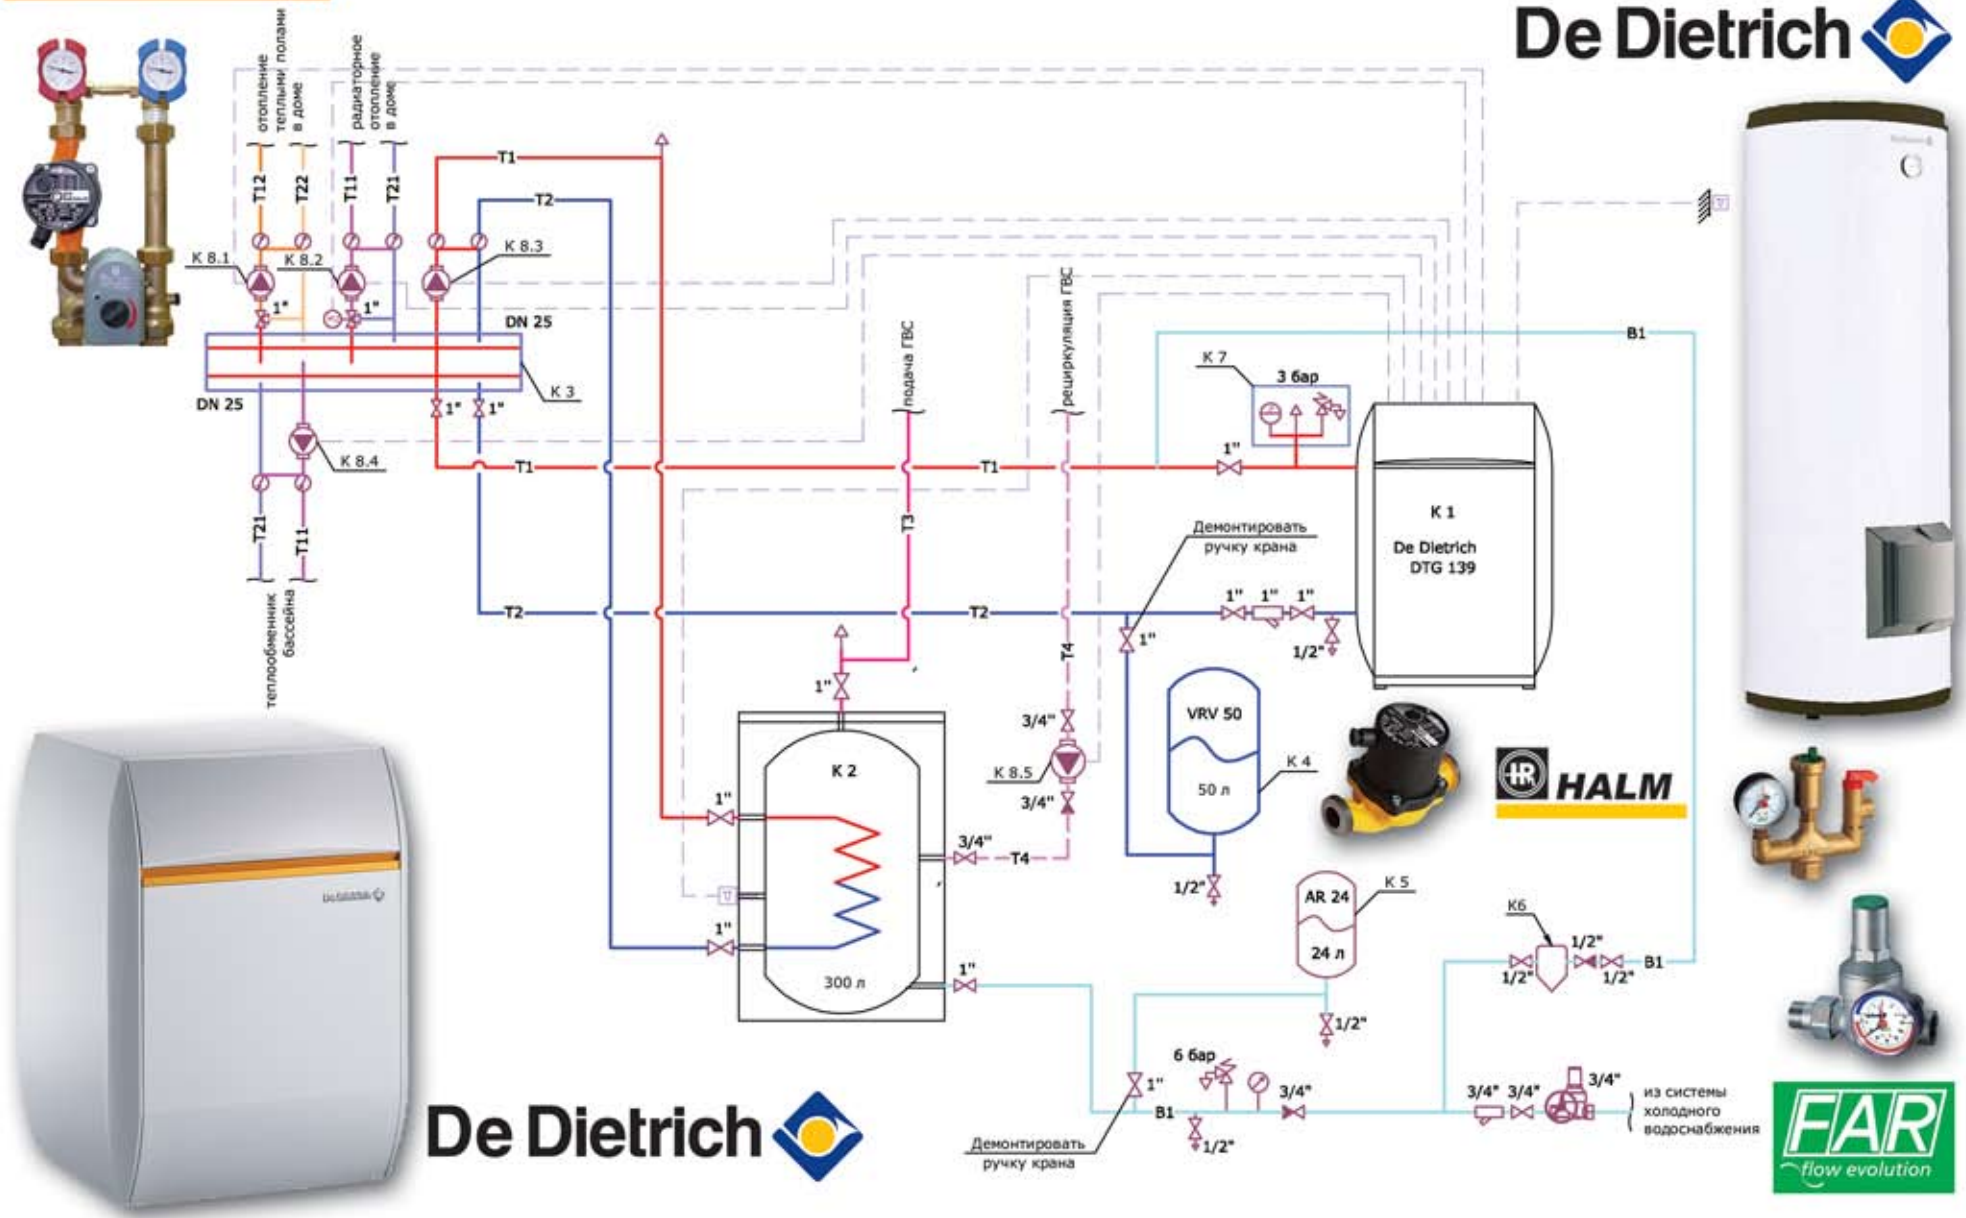 De Dietrich
отопление
теплыми полами
в доме
радиаторное
отопление
в доме
T1
T2
T12
T22
T11
T21
К 8.1
К 8.2
К 8.3
1"
1"
DN 25
DN 25
К 3
1"
1"
К 8.4
T21
T11
теплообменник
бассейна
подача ГВС
рециркуляция ГВС
В1
К 7
3 бар
1"
T1
T1
T3
К 1
De Dietrich
DTG 139
Демонтировать
ручку крана
T2
T2
1"
1"
1"
1/2"
1"
T4
1"
3/4"
К 8.5
3/4"
VRV 50
50 л
К 4
1/2"
HALM
К 2
300 л
1"
1"
3/4"
T4
1"
AR 24
24 л
К 5
1/2"
К6
1/2"
1/2"
1/2"
В1
6 бар
1"
В1
1/2"
3/4"
3/4"
3/4"
3/4"
из системы
холодного
водоснабжения
Демонтировать
ручку крана
De Dietrich
FAR
flow evolution